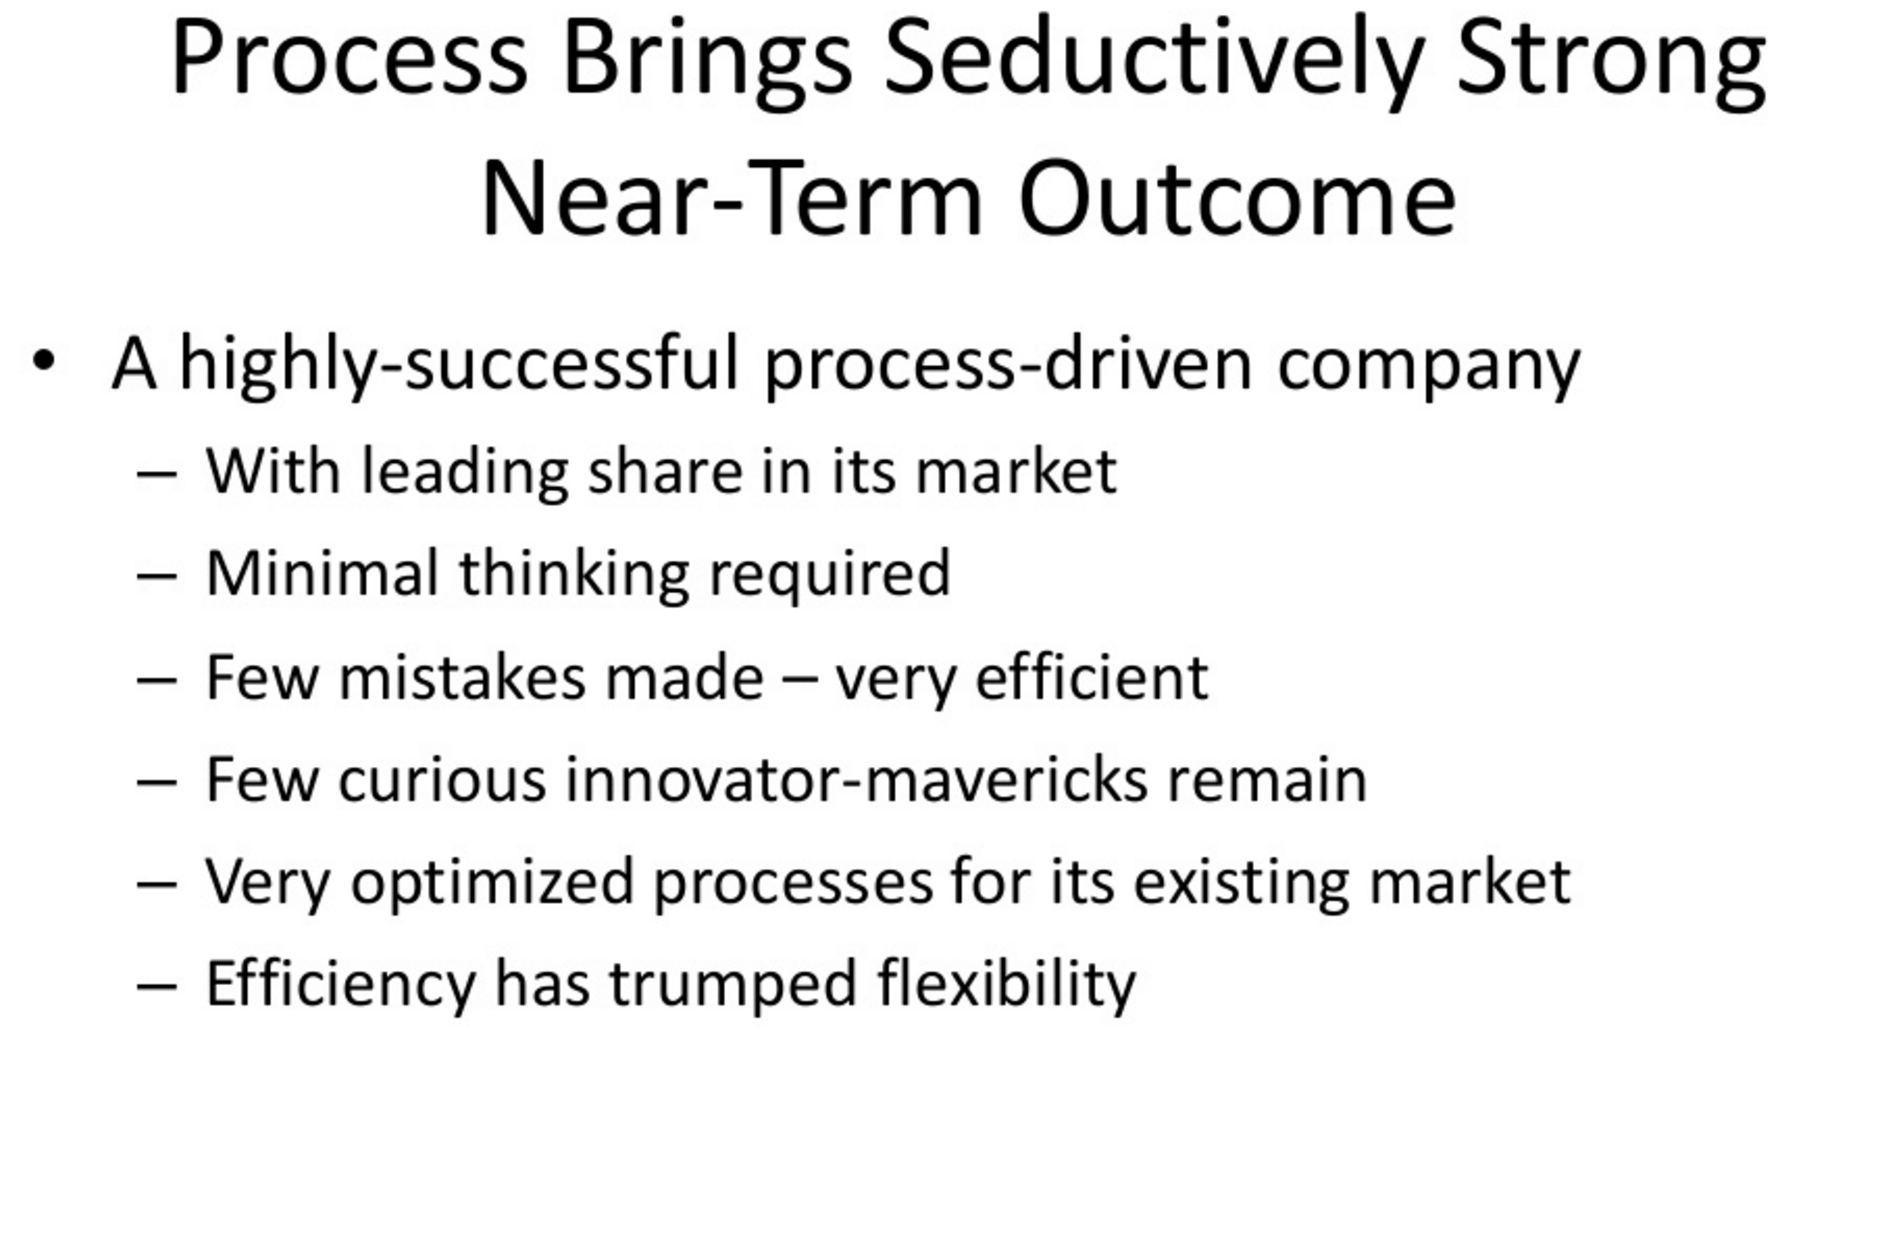 Process Brings Seductively Strong
Near-Term Outcome
• A highly-successful process-driven company
– With leading share in its market
– Minimal thinking required
– Few mistakes made – very efficient
– Few curious innovator-mavericks remain
– Very optimized processes for its existing market
– Efficiency has trumped flexibility